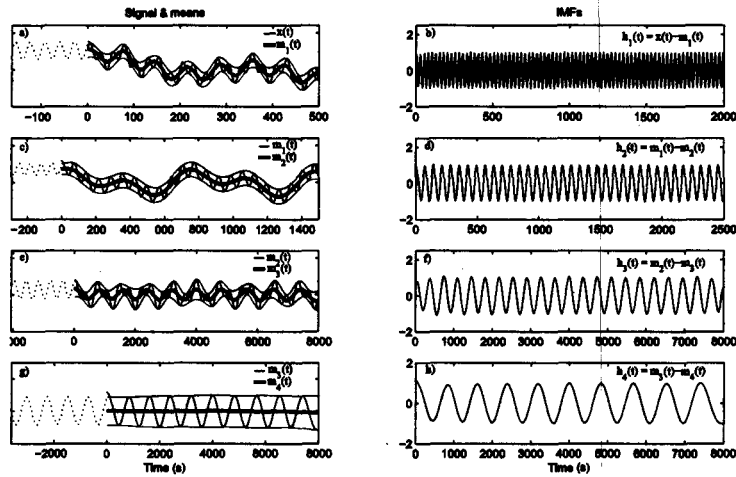 Signal & means
IMFs
a)
x(t)
m1(t)
−100 0 100 200 300 400 500
b)
h1(t) = x(t)−m1(t)
2
0
−2
0 500 1000 1500 2000
c)
m1(t)
m2(t)
−200 0 200 400 600 800 1000 1200 1400
d)
h2(t) = m1(t)−m2(t)
2
0
−2
0 500 1000 1500 2000 2500
e)
m2(t)
m3(t)
0 1000 2000 3000 4000 5000 6000 7000 8000
f)
h3(t) = m2(t)−m3(t)
2
0
−2
0 1000 2000 3000 4000 5000 6000 7000 8000
g)
m3(t)
m4(t)
−2000 0 2000 4000 6000 8000
Time (s)
h)
h4(t) = m3(t)−m4(t)
2
0
−2
0 1000 2000 3000 4000 5000 6000 7000 8000
Time (s)